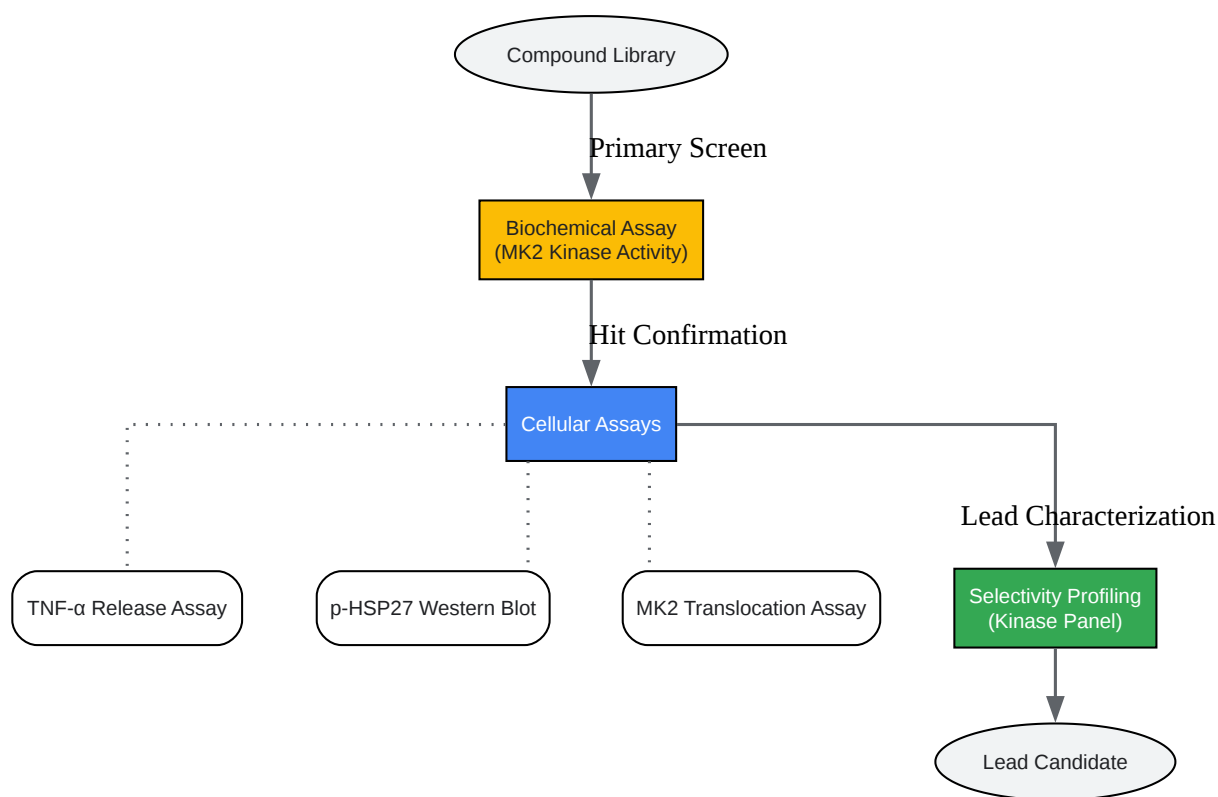 Compound Library
Primary Screen
Biochemical Assay
(MK2 Kinase Activity)
Hit Confirmation
Cellular Assays
Lead Characterization
TNF-α Release Assay
p-HSP27 Western Blot
MK2 Translocation Assay
Selectivity Profiling
(Kinase Panel)
Lead Candidate